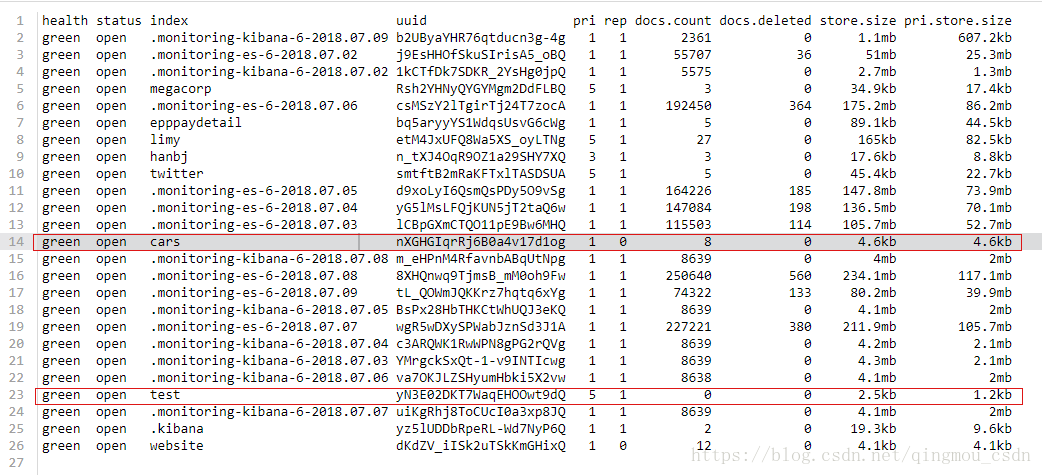 1 health status index uuid pri rep docs.count docs.deleted store.size pri.store.size
2 green open .monitoring-kibana-6-2018.07.09 b2UByaYHR76qtducn3g-4g 1 1 2361 0 1.1mb 607.2kb
3 green open .monitoring-es-6-2018.07.02 j9EsHHOfSkuSIrisA5_oBQ 1 1 55707 36 51mb 25.3mb
4 green open .monitoring-kibana-6-2018.07.02 1kCTfDk7SDKR_2YsHg0jpQ 1 1 5575 0 2.7mb 1.3mb
5 green open megacorp Rsh2YHNyQYGYMgm2DdFLBQ 5 1 3 0 34.9kb 17.4kb
6 green open .monitoring-es-6-2018.07.06 csMSzY2lTgirTj24T7zocA 1 1 192450 364 175.2mb 86.2mb
7 green open epppaydetail bq5aryyYS1WdqsUsvG6cWg 1 1 5 0 89.1kb 44.5kb
8 green open limy etM4JxUFQ8Wa5XS_oyLTNg 5 1 27 0 165kb 82.5kb
9 green open hanbj n_tXJ4OqR9OZ1a29SHY7XQ 3 1 3 0 17.6kb 8.8kb
10 green open twitter smtftB2mRaKFTxlTASDSUA 5 1 5 0 45.4kb 22.7kb
11 green open .monitoring-es-6-2018.07.05 d9xoLyI6QsmQsPDy5O9vSg 1 1 164226 185 147.8mb 73.9mb
12 green open .monitoring-es-6-2018.07.04 yG5lMsLFQjKUN5jT2taQ6w 1 1 147084 198 136.5mb 70.1mb
13 green open .monitoring-es-6-2018.07.03 lCBpGXmCTQO11pE9Bw6MHQ 1 1 115503 114 105.7mb 52.7mb
14 green open cars nXGHGIqrRj6B0a4v17d1og 1 0 8 0 4.6kb 4.6kb
15 green open .monitoring-kibana-6-2018.07.08 m_eHPnM4RfavnbABqUtNpg 1 1 8639 0 4mb 2mb
16 green open .monitoring-es-6-2018.07.08 8XHQnwq9TjmsB_mM0oh9Fw 1 1 250640 560 234.1mb 117.1mb
17 green open .monitoring-es-6-2018.07.09 tL_QOWmJQKKrz7hqtq6xYg 1 1 74322 133 80.2mb 39.9mb
18 green open .monitoring-kibana-6-2018.07.05 BsPx28HbTHKCtWhUQJ3eKQ 1 1 8639 0 4.1mb 2mb
19 green open .monitoring-es-6-2018.07.07 wgR5wDXySPWabJznSd3J1A 1 1 227221 380 211.9mb 105.7mb
20 green open .monitoring-kibana-6-2018.07.04 c3ARQWK1RwWPN8gPG2rQVg 1 1 8639 0 4.2mb 2.1mb
21 green open .monitoring-kibana-6-2018.07.03 YMrgckSxQt-1-v9INTIcwg 1 1 8639 0 4.3mb 2.1mb
22 green open .monitoring-kibana-6-2018.07.06 va7OKJLZSHyumHbki5X2vw 1 1 8638 0 4.1mb 2mb
23 green open test yN3E02DKT7WaqEHOOwt9dQ 5 1 0 0 2.5kb 1.2kb
24 green open .monitoring-kibana-6-2018.07.07 uiKgRhj8ToCUcI0a3xp8JQ 1 1 8639 0 4.1mb 2mb
25 green open .kibana yz5lUDDbRpeRL-Wd7NyP6Q 1 1 2 0 19.3kb 9.6kb
26 green open website dKdZV_iISk2uTSkKmGHixQ 1 0 12 0 4.1kb 4.1kb
https://blog.csdn.net/qingmou_csdn
27